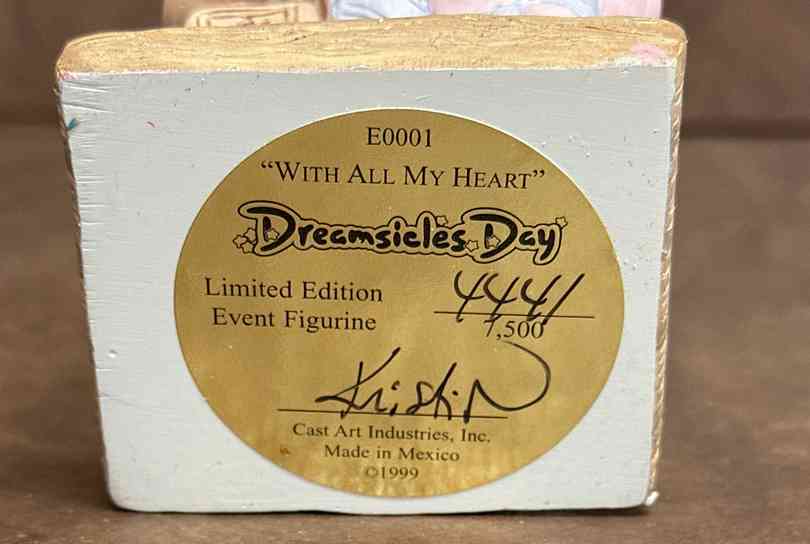 E0001
“WITH ALL MY HEART”
Dreamsicles Day
Limited Edition 4441
Event Figurine 7,500
Kristin
Cast Art Industries, Inc.
Made in Mexico
©1999